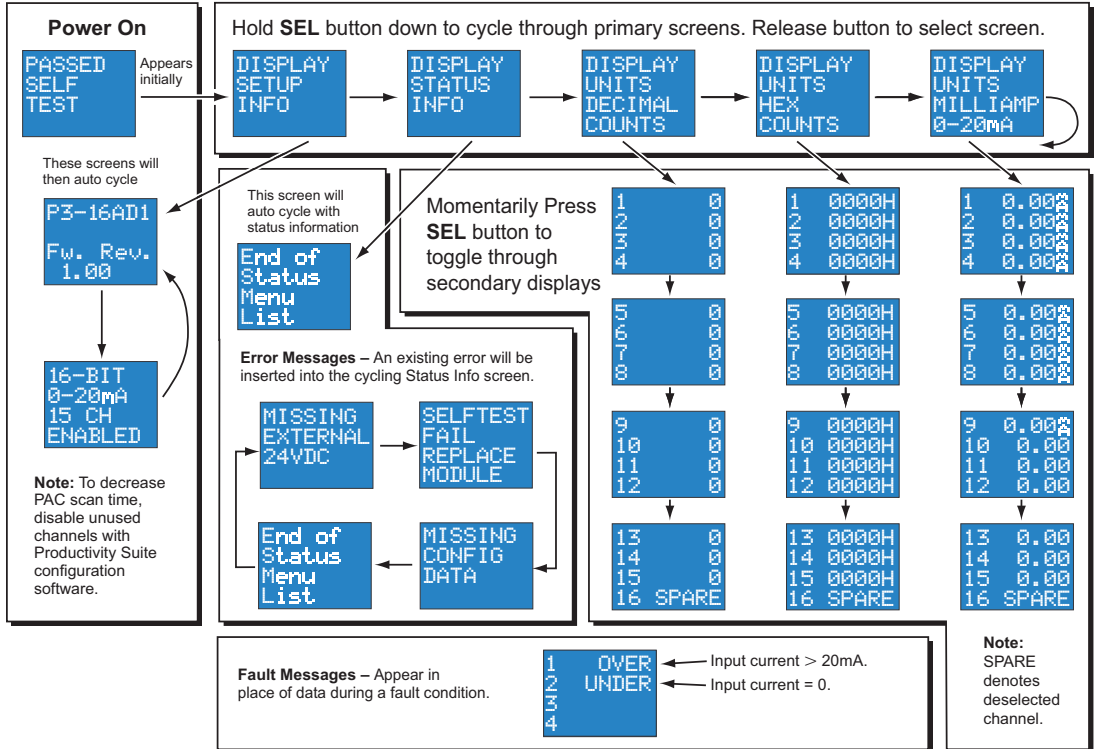 Power On
PASSED
SELF
TEST
Appears
initially
These screens will
then auto cycle
P3-16AD1
Fw. Rev.
1.00
16-BIT
0-20mA
15 CH
ENABLED
Note: To decrease
PAC scan time,
disable unused
channels with
Productivity Suite
configuration
software.
Hold SEL button down to cycle through primary screens. Release button to select screen.
DISPLAY
SETUP
INFO
DISPLAY
STATUS
INFO
DISPLAY
UNITS
DECIMAL
COUNTS
DISPLAY
UNITS
HEX
COUNTS
DISPLAY
UNITS
MILLIAMP
0-20mA
This screen will
auto cycle with
status information
End of
Status
Menu
List
Error Messages – An existing error will be
inserted into the cycling Status Info screen.
MISSING
EXTERNAL
24VDC
SELFTEST
FAIL
REPLACE
MODULE
End of
Status
Menu
List
MISSING
CONFIG
DATA
Momentarily Press
SEL button to
toggle through
secondary displays
1 0
2 0
3 0
4 0
5 0
6 0
7 0
8 0
9 0
10 0
11 0
12 0
13 0
14 0
15 0
16 SPARE
1 0000H
2 0000H
3 0000H
4 0000H
5 0000H
6 0000H
7 0000H
8 0000H
9 0000H
10 0000H
11 0000H
12 0000H
13 0000H
14 0000H
15 0000H
16 SPARE
1 0.00mA
2 0.00mA
3 0.00mA
4 0.00mA
5 0.00mA
6 0.00mA
7 0.00mA
8 0.00mA
9 0.00mA
10 0.00
11 0.00
12 0.00
13 0.00
14 0.00
15 0.00
16 SPARE
Note:
SPARE
denotes
deselected
channel.
Fault Messages – Appear in
place of data during a fault condition.
1 OVER
2 UNDER
3
4
Input current > 20mA.
Input current = 0.